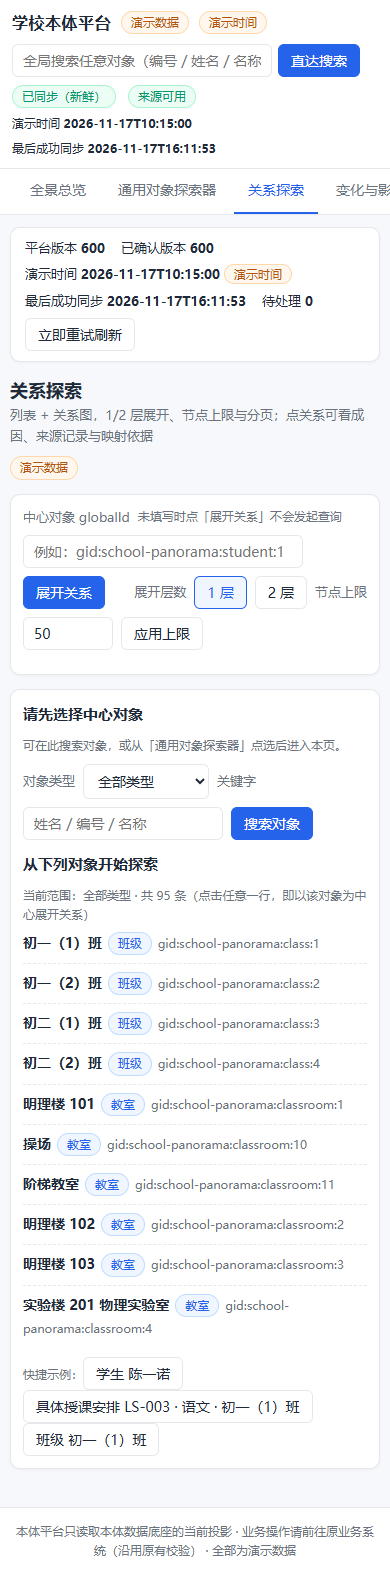 学校本体平台 演示数据 演示时间
全局搜索任意对象（编号 / 姓名 / 名称 直达搜索
已同步（新鲜） 来源可用
演示时间 2026-11-17T10:15:00
最后成功同步 2026-11-17T16:11:53
全景总览 通用对象探索器 关系探索 变化与影
平台版本 600 已确认版本 600
演示时间 2026-11-17T10:15:00 演示时间
最后成功同步 2026-11-17T16:11:53 待处理 0
立即重试刷新
关系探索
列表 + 关系图，1/2 层展开、节点上限与分页；点关系可看成
因、来源记录与映射依据
演示数据
中心对象 globalId 未填写时点「展开关系」不会发起查询
例如：gid:school-panorama:student:1
展开关系 展开层数 1 层 2 层 节点上限
50 应用上限
请先选择中心对象
可在此搜索对象，或从「通用对象探索器」点选后进入本页。
对象类型 全部类型 关键字
姓名 / 编号 / 名称 搜索对象
从下列对象开始探索
当前范围：全部类型 · 共 95 条（点击任意一行，即以该对象为中
心展开关系）
初一（1）班 班级 gid:school-panorama:class:1
初一（2）班 班级 gid:school-panorama:class:2
初二（1）班 班级 gid:school-panorama:class:3
初二（2）班 班级 gid:school-panorama:class:4
明理楼 101 教室 gid:school-panorama:classroom:1
操场 教室 gid:school-panorama:classroom:10
阶梯教室 教室 gid:school-panorama:classroom:11
明理楼 102 教室 gid:school-panorama:classroom:2
明理楼 103 教室 gid:school-panorama:classroom:3
实验楼 201 物理实验室 教室 gid:school-
panorama:classroom:4
快捷示例： 学生 陈一诺
具体授课安排 LS-003 · 语文 · 初一（1）班
班级 初一（1）班
本体平台只读取本体数据底座的当前投影 · 业务操作请前往原业务系
统（沿用原有校验） · 全部为演示数据